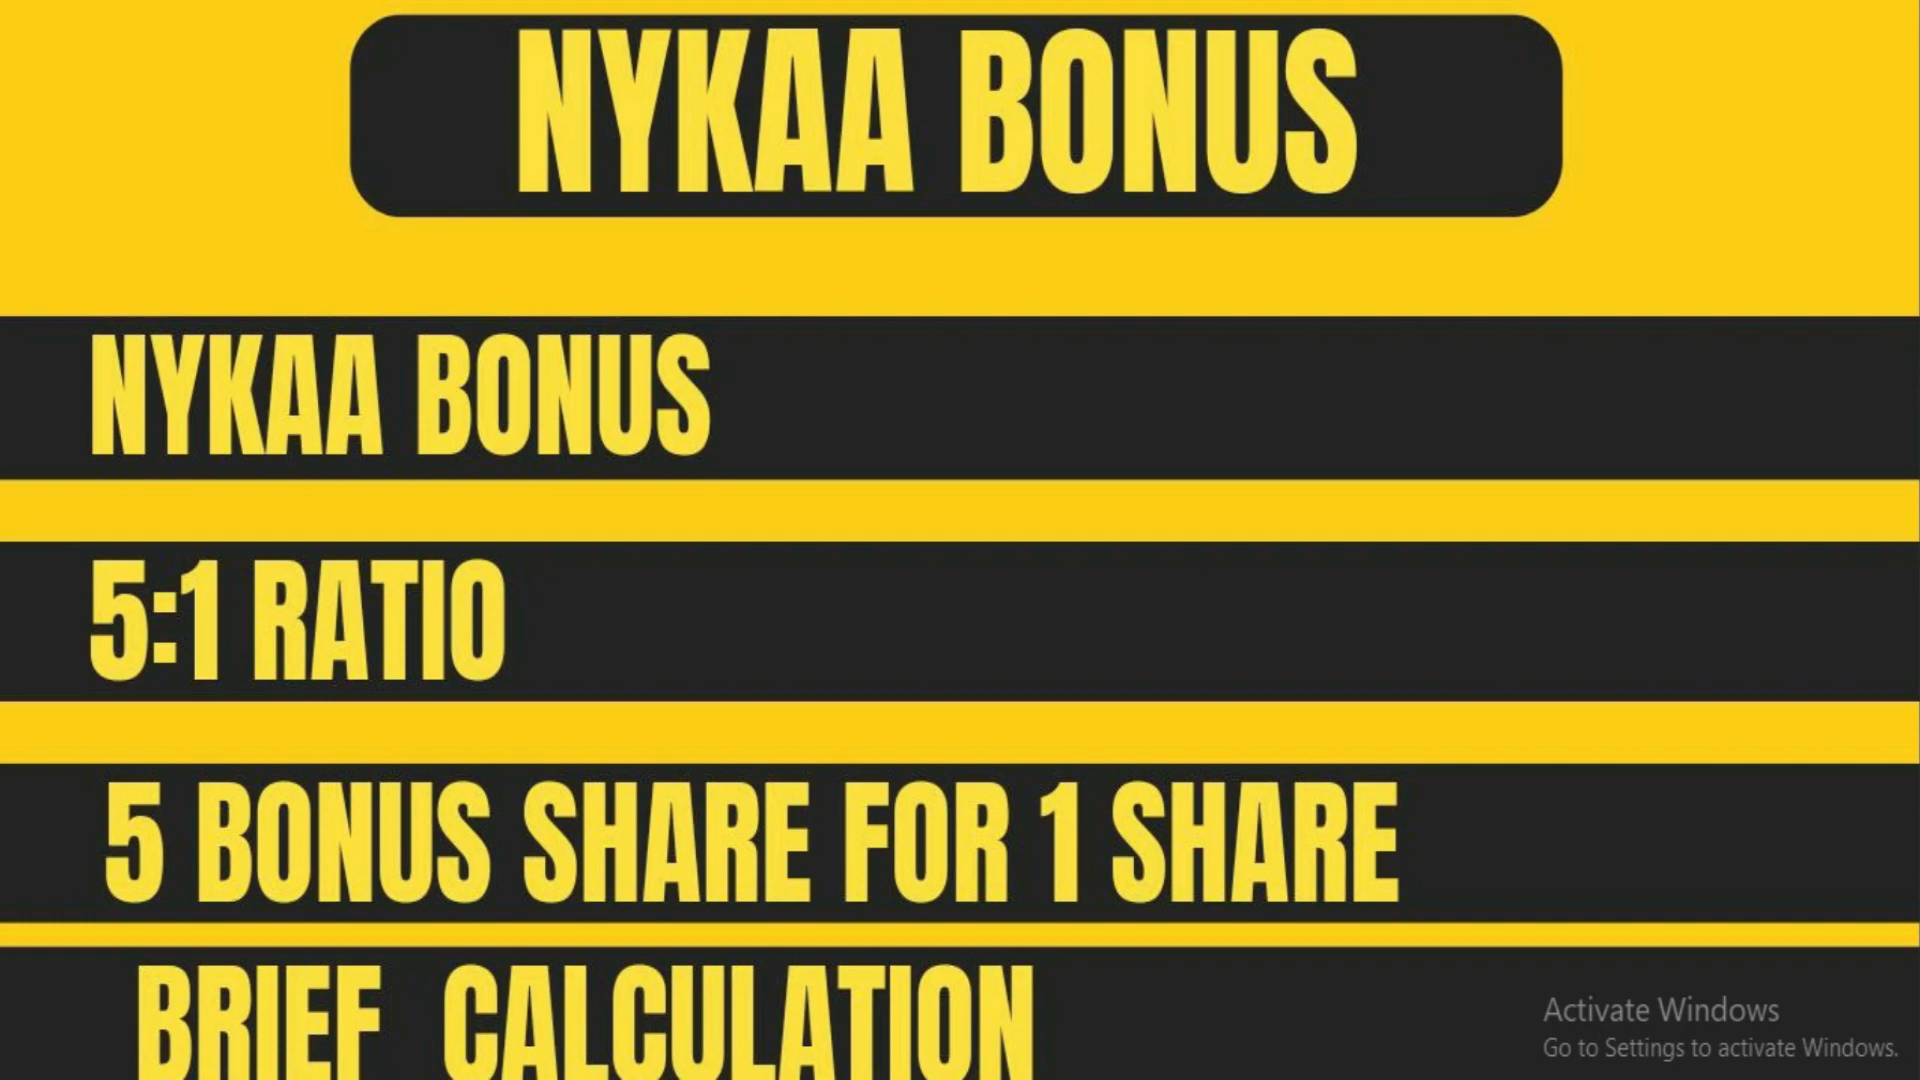 NYKAA BONUS
NYKAA BONUS
5:1 RATIO
5 BONUS SHARE FOR 1 SHARE
BRIEF CALCULATION
Activate Windows
Go to Settings to activate Windows.